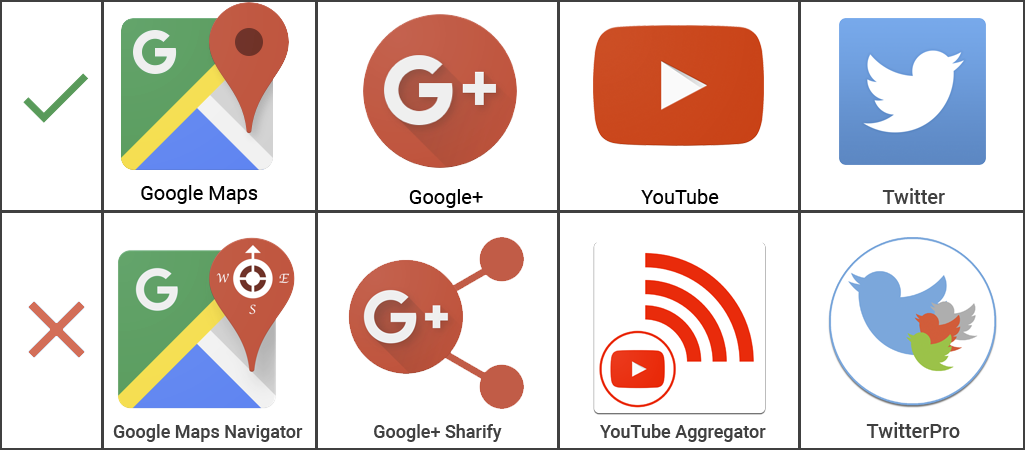 G
G+
Google Maps
Google+
YouTube
Twitter
G
W
E
S
G+
Google Maps Navigator
Google+ Sharify
YouTube Aggregator
TwitterPro